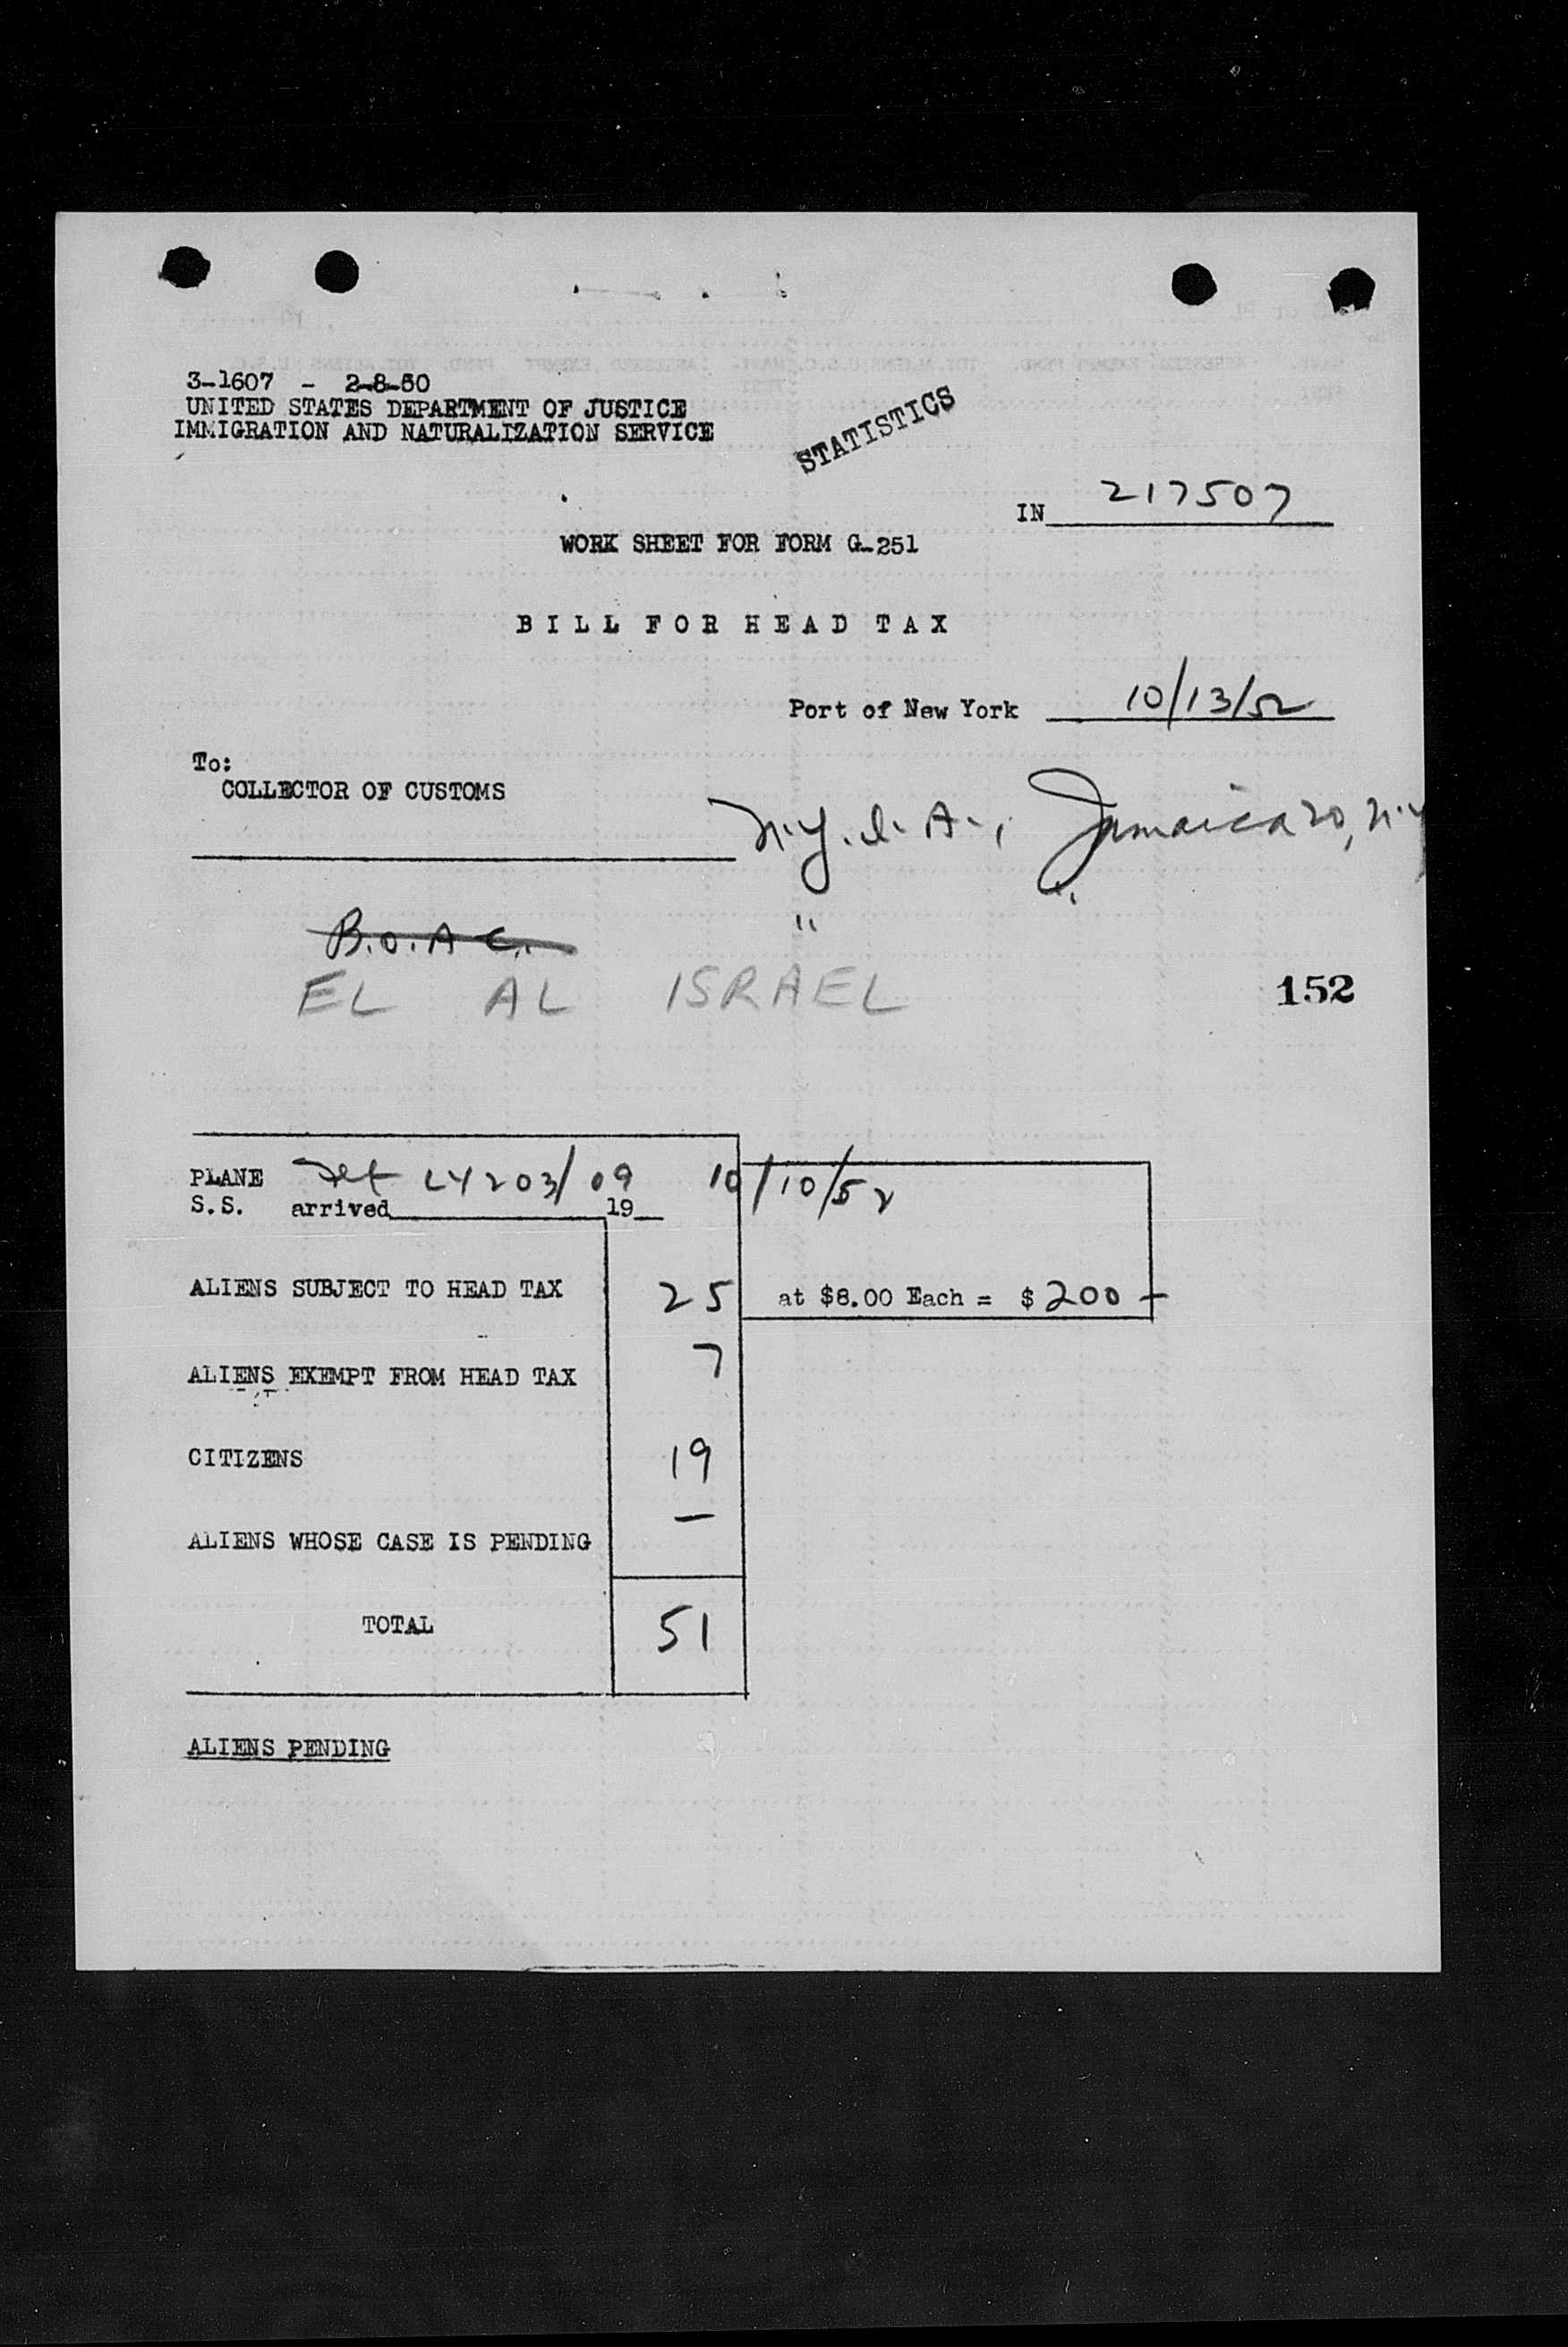 3-1607 - 2-8-50
UNITED STATES DEPARTMENT OF JUSTICE
IMMIGRATION AND NATURALIZATION SERVICE
STATISTICS
IN 217507
WORK SHEET FOR FORM G-251
BILL FOR HEAD TAX
Port of New York 10/13/52
To:
COLLECTOR OF CUSTOMS
N.Y.I.A., Jamaica 20, N.Y
" "
B.O.A.C.
EL AL ISRAEL
152
PLANE Flt LY203/09 10/10/52
S.S. arrived 19
ALIENS SUBJECT TO HEAD TAX 25 at $8.00 Each = $200-
ALIENS EXEMPT FROM HEAD TAX 7
CITIZENS 19
ALIENS WHOSE CASE IS PENDING —
TOTAL 51
ALIENS PENDING